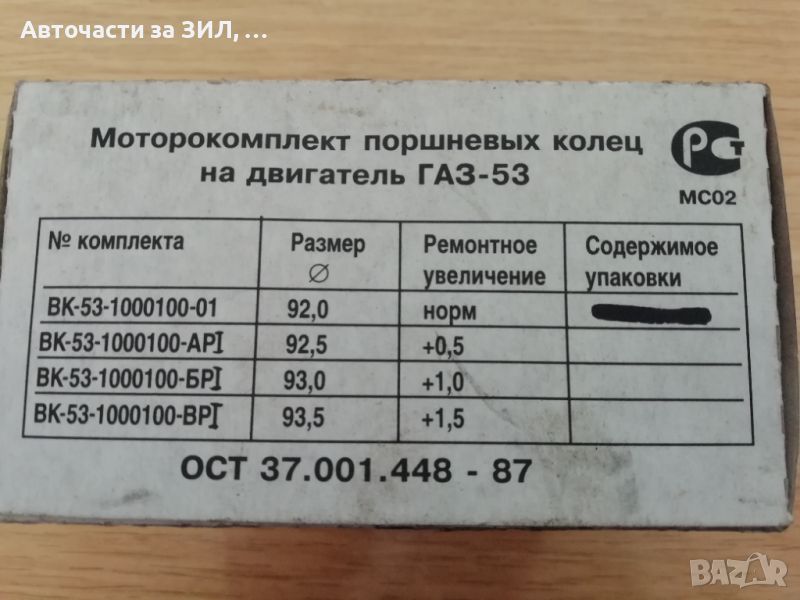 Авточасти за ЗИЛ, ...
Моторокомплект поршневых колец
на двигатель ГАЗ-53
РСТ
МС02
№ комплекта Размер ∅ Ремонтное увеличение Содержимое упаковки
ВК-53-1000100-01 92,0 норм
ВК-53-1000100-АРI 92,5 +0,5
ВК-53-1000100-БРI 93,0 +1,0
ВК-53-1000100-ВРI 93,5 +1,5
ОСТ 37.001.448 - 87
BAZAR